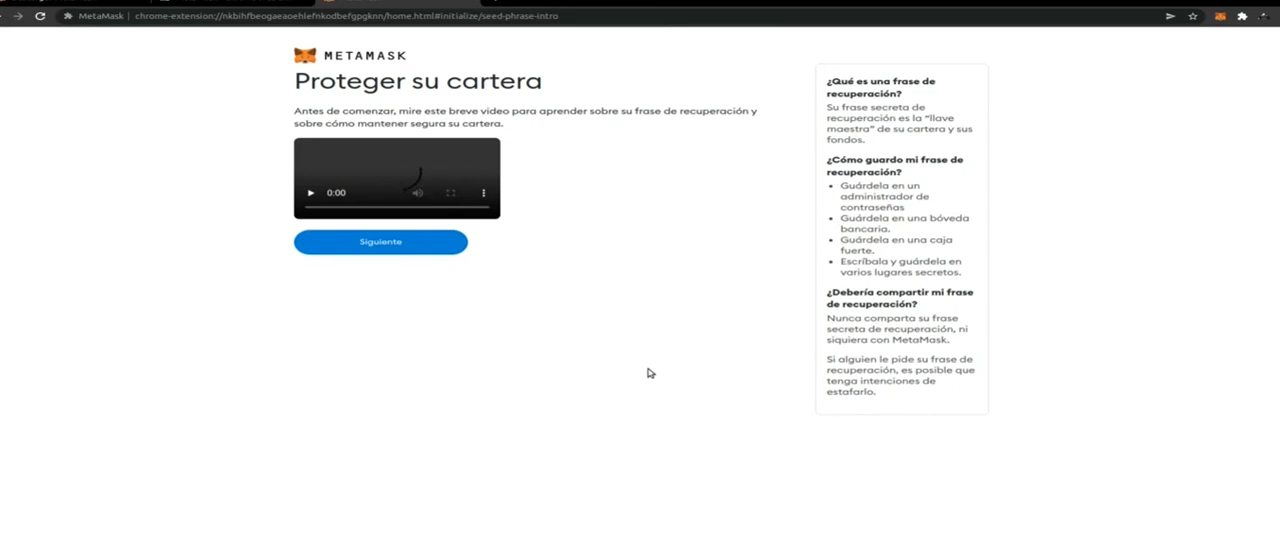 MetaMask | chrome-extension://nkbihfbeogaeaoehlefnkodbefgpgknn/home.html#initialize/seed-phrase-intro
METAMASK
Proteger su cartera
Antes de comenzar, mire este breve video para aprender sobre su frase de recuperación y
sobre cómo mantener segura su cartera.
0:00
Siguiente
¿Qué es una frase de
recuperación?
Su frase secreta de
recuperación es la “llave
maestra” de su cartera y sus
fondos.
¿Cómo guardo mi frase de
recuperación?
• Guárdela en un
administrador de
contraseñas
• Guárdela en una bóveda
bancaria.
• Guárdela en una caja
fuerte.
• Escríbala y guárdela en
varios lugares secretos.
¿Debería compartir mi frase
de recuperación?
Nunca comparta su frase
secreta de recuperación, ni
siquiera con MetaMask.
Si alguien le pide su frase de
recuperación, es posible que
tenga intenciones de
estafarlo.